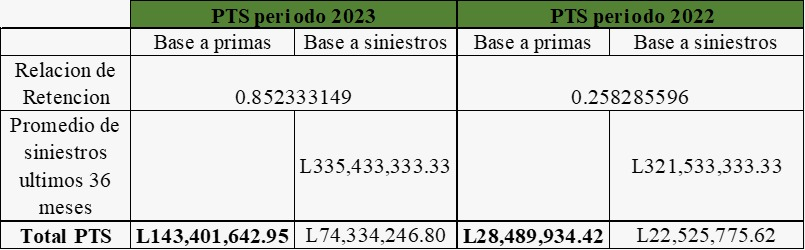 PTS periodo 2023 PTS periodo 2022
Base a primas Base a siniestros Base a primas Base a siniestros
Relacion de
Retencion 0.852333149 0.258285596
Promedio de
siniestros
ultimos 36 L335,433,333.33 L321,533,333.33
meses
Total PTS L143,401,642.95 L74,334,246.80 L28,489,934.42 L22,525,775.62